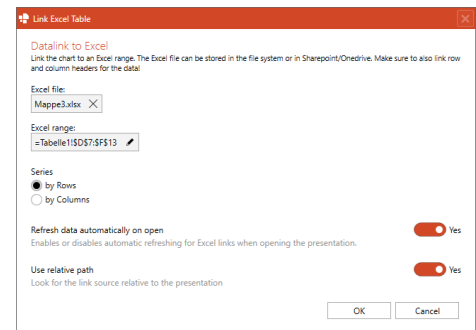 Link Excel Table
Datalink to Excel
Link the chart to an Excel range. The Excel file can be stored in the file system or in Sharepoint/Onedrive. Make sure to also link row
and column headers for the data!
Excel file:
Mappe3.xlsx
Excel range:
=Tabelle1!$D$7:$F$13
Series
by Rows
by Columns
Refresh data automatically on open
Yes
Enables or disables automatic refreshing for Excel links when opening the presentation.
Use relative path
Yes
Look for the link source relative to the presentation
OK Cancel